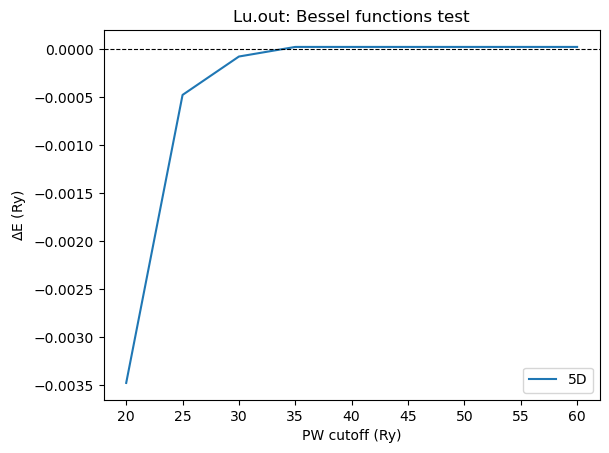 Lu.out: Bessel functions test
0.0000
−0.0005
−0.0010
−0.0015
−0.0020
−0.0025
−0.0030
−0.0035
ΔE (Ry)
5D
20 25 30 35 40 45 50 55 60
PW cutoff (Ry)